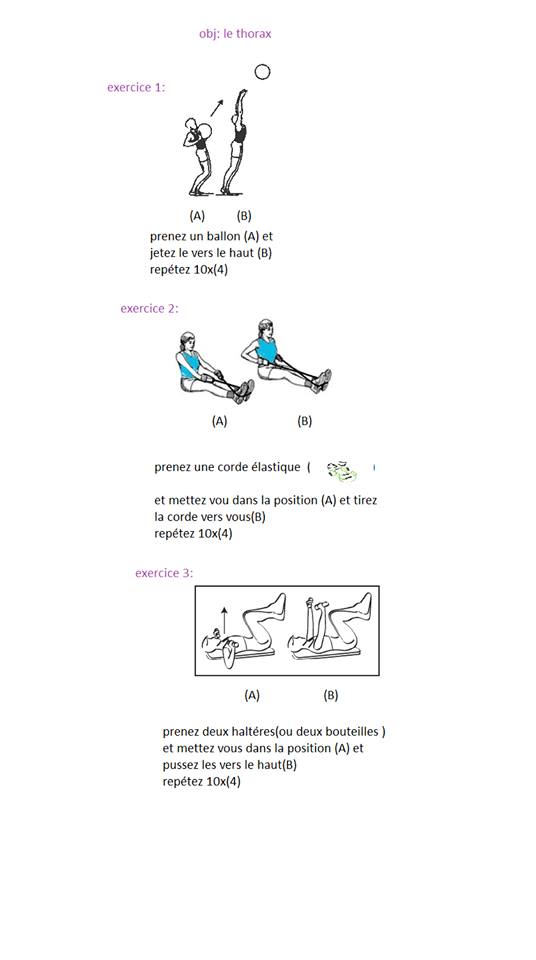 obj: le thorax
exercice 1:
(A) (B)
prenez un ballon (A) et
jetez le vers le haut (B)
repétez 10x(4)
exercice 2:
(A) (B)
prenez une corde élastique ( )
et mettez vou dans la position (A) et tirez
la corde vers vous(B)
repétez 10x(4)
exercice 3:
(A) (B)
prenez deux haltéres(ou deux bouteilles )
et mettez vous dans la position (A) et
pussez les vers le haut(B)
repétez 10x(4)